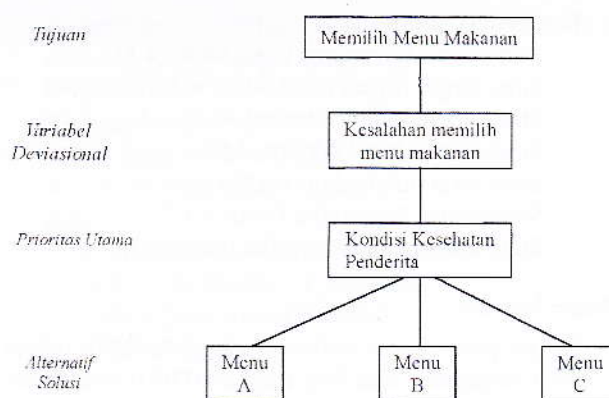 Tujuan
Memilih Menu Makanan
Variabel
Deviasional
Kesalahan memilih
menu makanan
Prioritas Utama
Kondisi Kesehatan
Penderita
Alternatif
Solusi
Menu
A
Menu
B
Menu
C